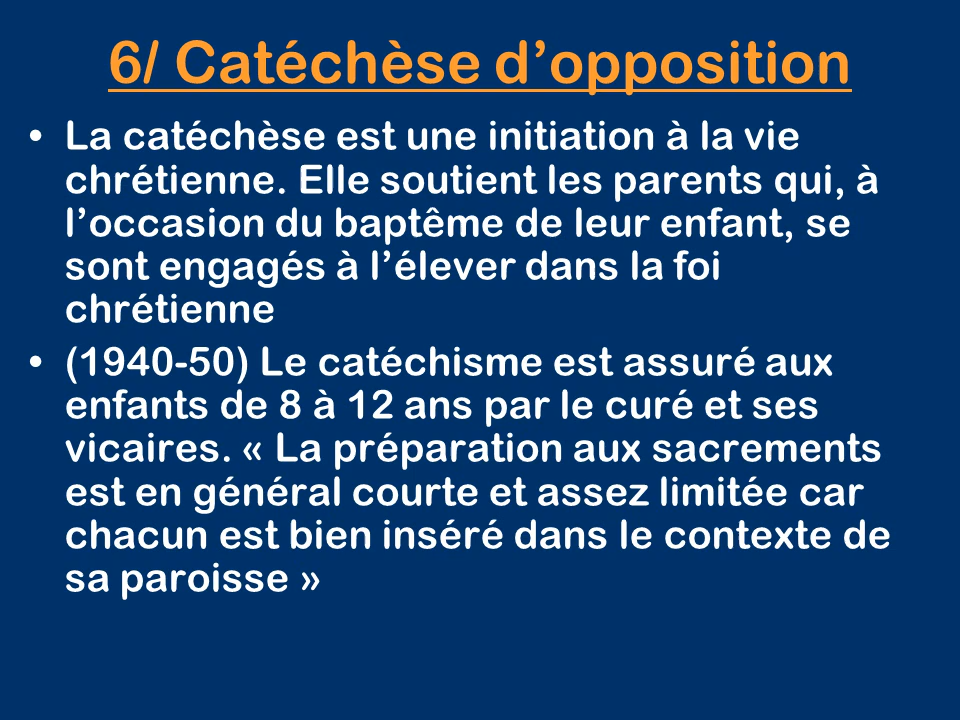 6/ Catéchèse d’opposition
• La catéchèse est une initiation à la vie
chrétienne. Elle soutient les parents qui, à
l’occasion du baptême de leur enfant, se
sont engagés à l’élever dans la foi
chrétienne
• (1940-50) Le catéchisme est assuré aux
enfants de 8 à 12 ans par le curé et ses
vicaires. « La préparation aux sacrements
est en général courte et assez limitée car
chacun est bien inséré dans le contexte de
sa paroisse »